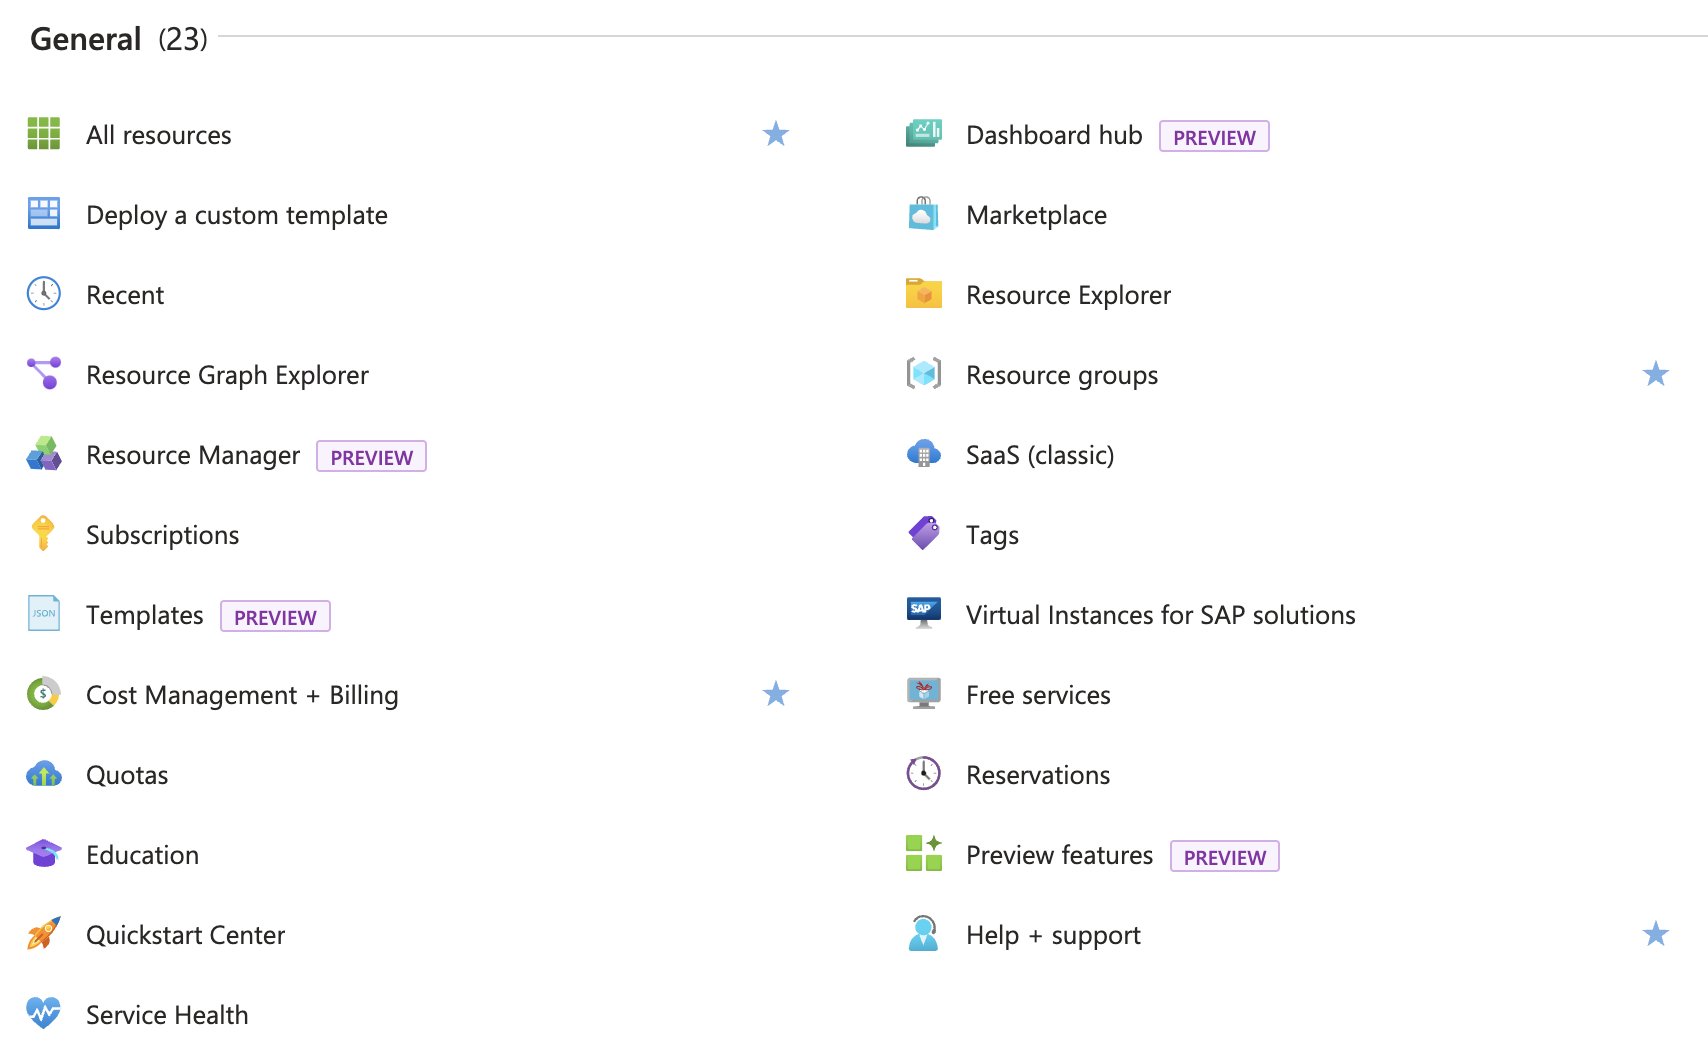 General (23)
All resources
Dashboard hub PREVIEW
Deploy a custom template
Marketplace
Recent
Resource Explorer
Resource Graph Explorer
Resource groups
Resource Manager PREVIEW
SaaS (classic)
Subscriptions
Tags
JSON
Templates PREVIEW
SAP
Virtual Instances for SAP solutions
$
Cost Management + Billing
Free services
Quotas
Reservations
Education
Preview features PREVIEW
Quickstart Center
Help + support
Service Health